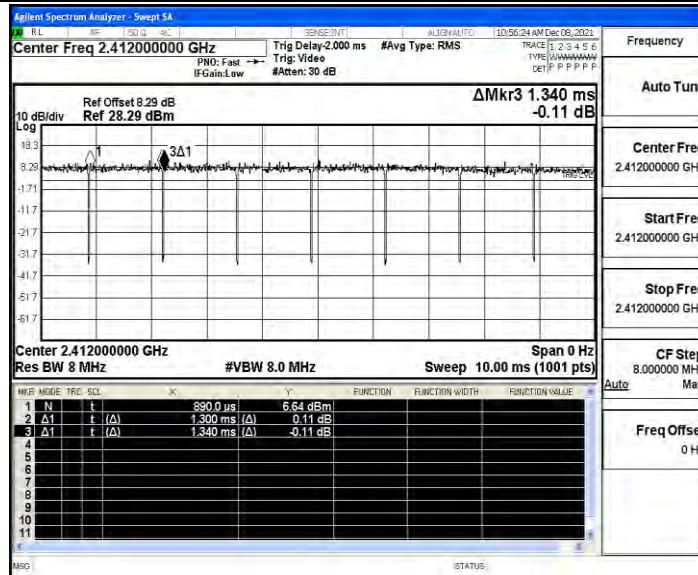 Agilent Spectrum Analyzer - Swept SA
RL RF 50 Ω AC SENSE:INT ALIGNAUTO 10:56:24 AM Dec 08, 2021
Center Freq 2.412000000 GHz
PNO: Fast
IFGain:Low
Trig Delay-2.000 ms
Trig: Video
#Atten: 30 dB
#Avg Type: RMS
TRACE 1 2 3 4 5 6
TYPE WWWWWW
DET P P P P P P
Ref Offset 8.29 dB
10 dB/div Ref 28.29 dBm
Log
ΔMkr3 1.340 ms
-0.11 dB
18.3
8.29
-1.71
-11.7
-21.7
-31.7
-41.7
-51.7
-61.7
1
3Δ1
TRIG LVL
Center 2.412000000 GHz Span 0 Hz
Res BW 8 MHz #VBW 8.0 MHz Sweep 10.00 ms (1001 pts)
MKR MODE TRC SCL X Y FUNCTION FUNCTION WIDTH FUNCTION VALUE
1 N t 890.0 µs 6.64 dBm
2 Δ1 t (Δ) 1.300 ms (Δ) 0.11 dB
3 Δ1 t (Δ) 1.340 ms (Δ) -0.11 dB
4
5
6
7
8
9
10
11
MSG STATUS
Frequency
Auto Tun
Center Fre
2.412000000 GH
Start Fre
2.412000000 GH
Stop Fre
2.412000000 GH
CF Step
8.000000 MH
Auto Ma
Freq Offse
0 H